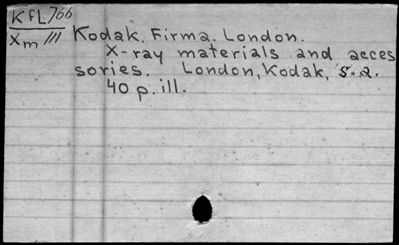 KfL766
Xm III
Kodak. Firma. London.
X-ray materials and acces
sories. London, Kodak, s.a.
40 p. ill.